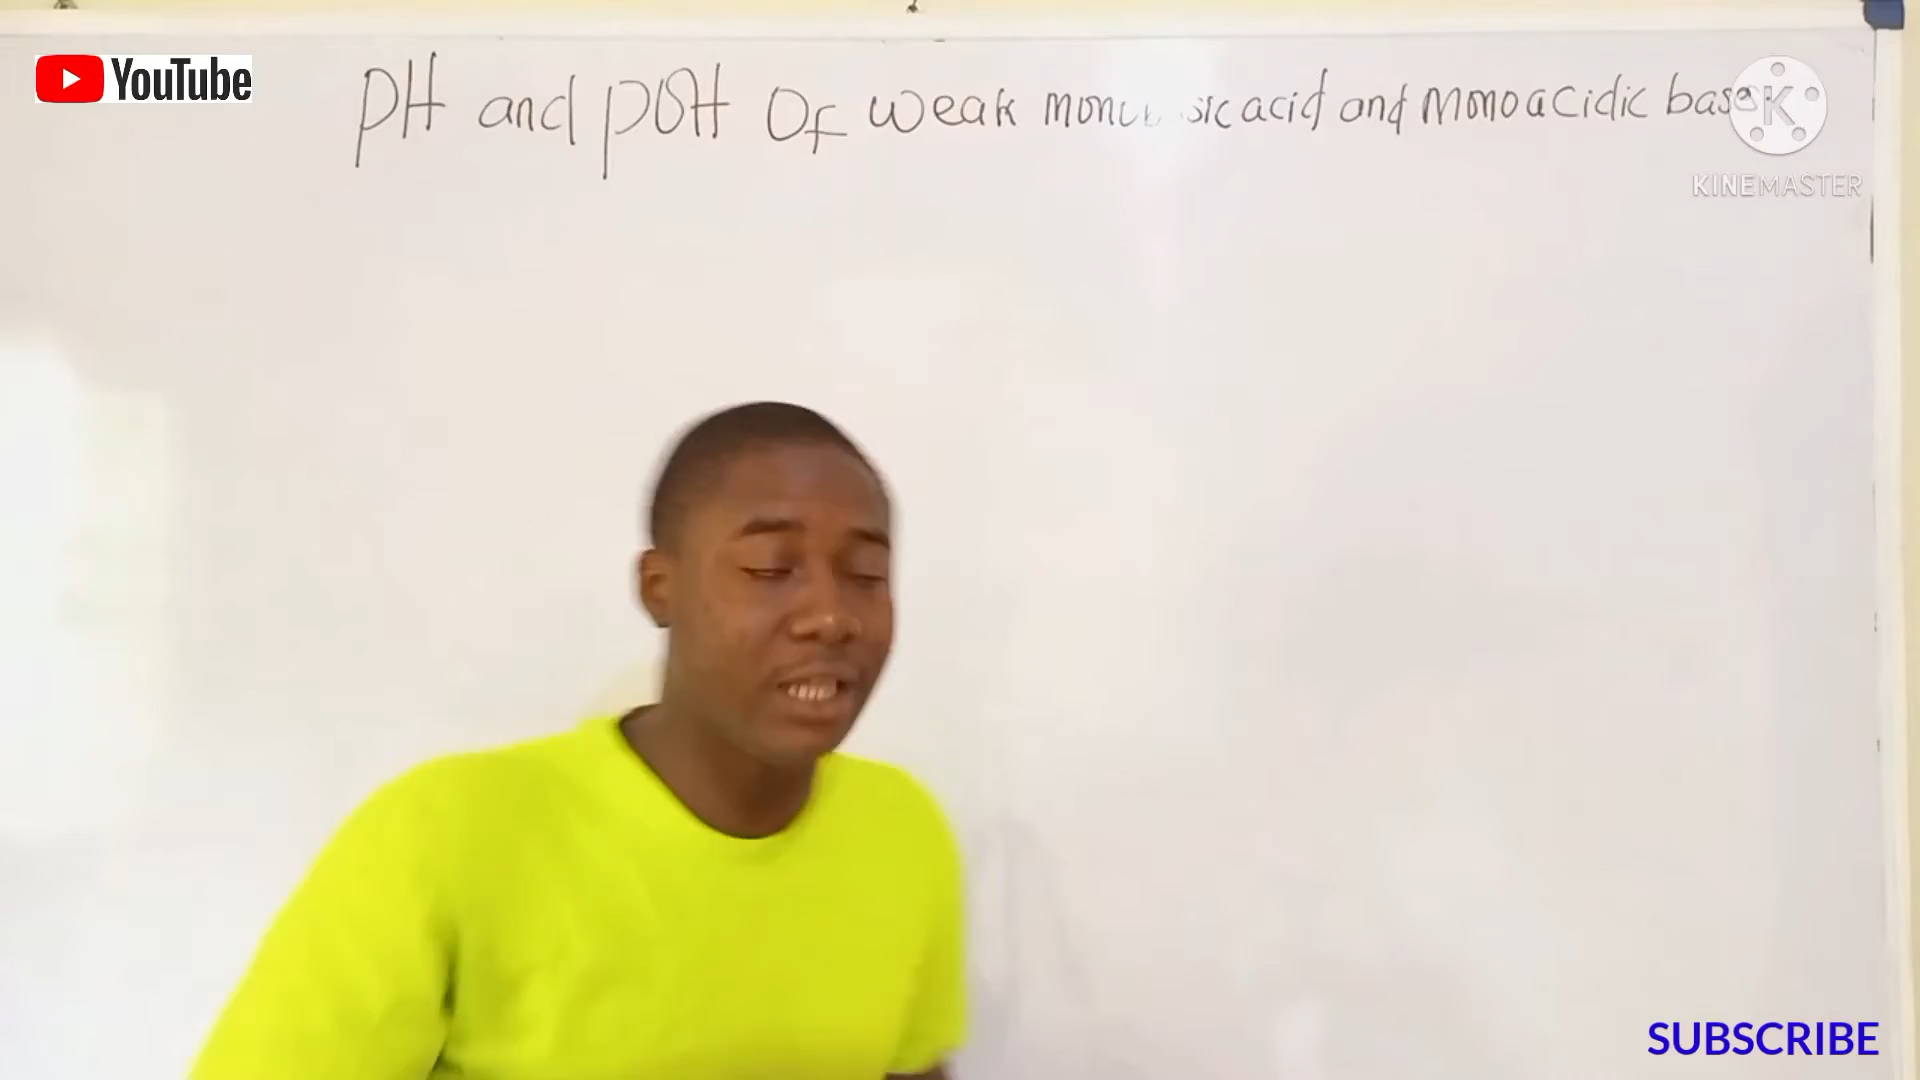 YouTube
pH and pOH Of weak acid and Monoacidic base
KINEMASTER
SUBSCRIBE